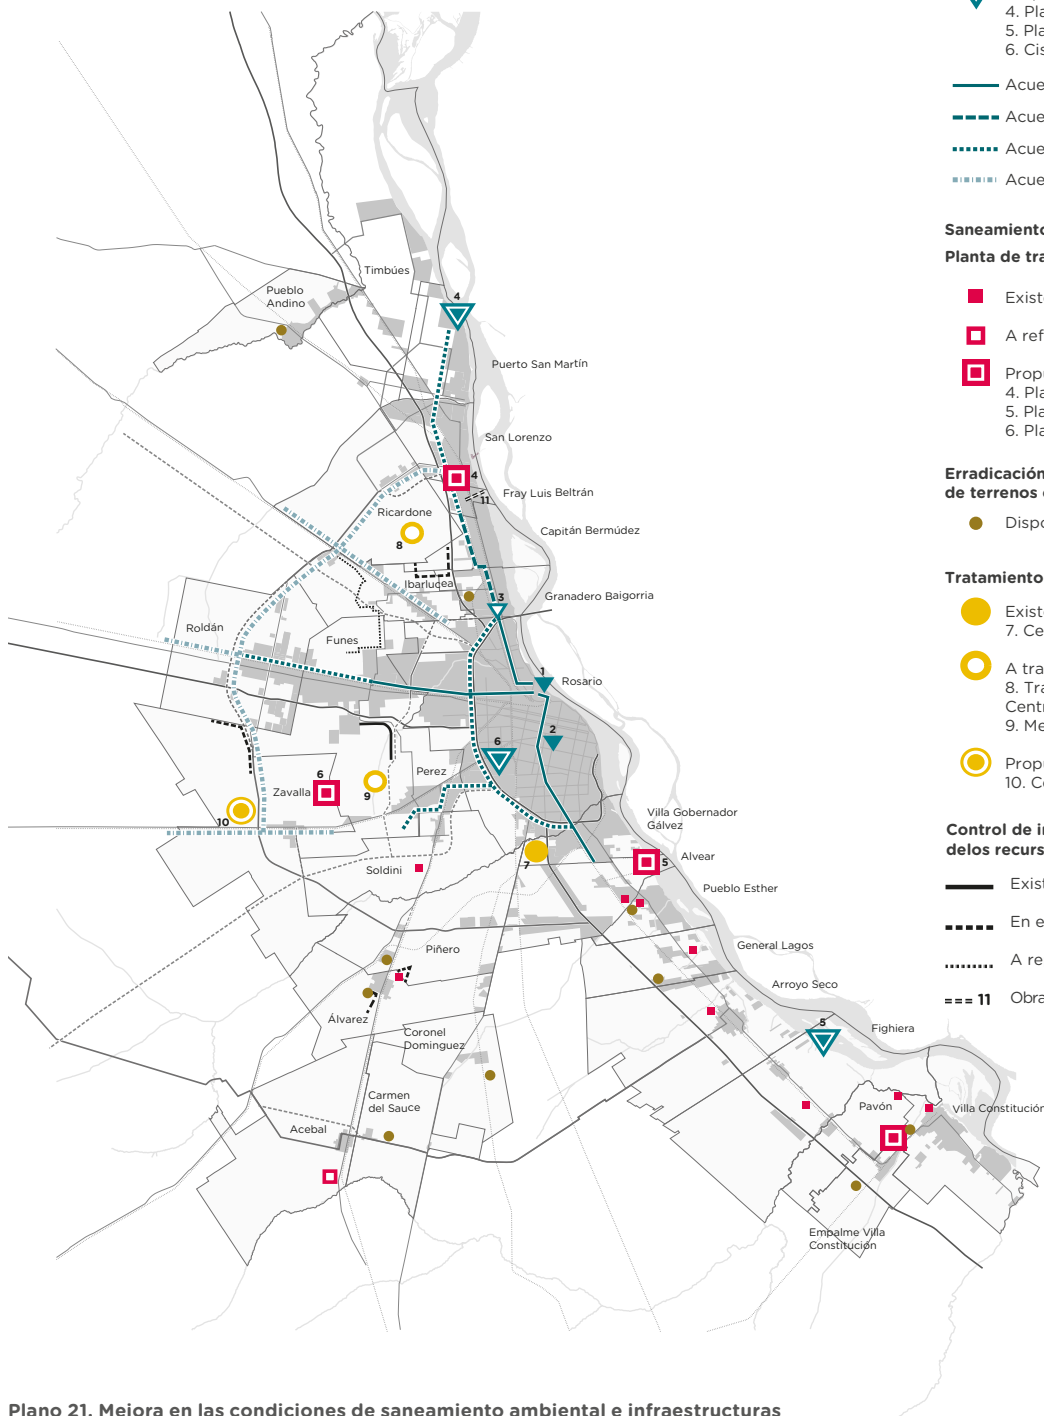 Timbúes
Pueblo
Andino
4
Puerto San Martín
San Lorenzo
4
11
Fray Luis Beltrán
Ricardone
8
Capitán Bermúdez
Ibarlucea
Granadero Baigorria
3
Roldán
Funes
1
Rosario
2
6
Perez
6
Zavalla
9
10
Villa Gobernador
Gálvez
7
5
Alvear
Soldini
Pueblo Esther
Piñero
General Lagos
Arroyo Seco
Álvarez
5
Fighiera
Coronel
Dominguez
Carmen
del Sauce
Pavón
Villa Constitución
Acebal
Empalme Villa
Constitución
4. Pla
5. Pla
6. Cis
Acue
Acue
Acue
Acue
Saneamiento
Planta de tra
Existe
A ref
Propu
4. Pla
5. Pla
6. Pla
Erradicación
de terrenos
Dispo
Tratamiento
Existe
7. Ce
A tra
8. Tra
Centr
9. Me
Propu
10. Ce
Control de in
delos recurs
Exist
En e
A re
11 Obra
Plano 21. Mejora en las condiciones de saneamiento ambiental e infraestructuras